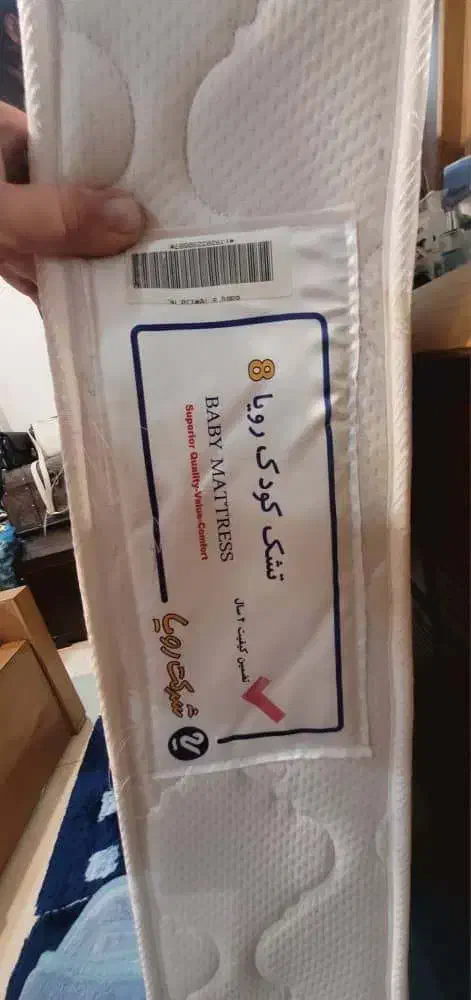 تشک کودک رویا 8
BABY MATTRESS
Superior Quality-Value-Comfort
تضمین کیفیت ۲ سال
شرکت رویا